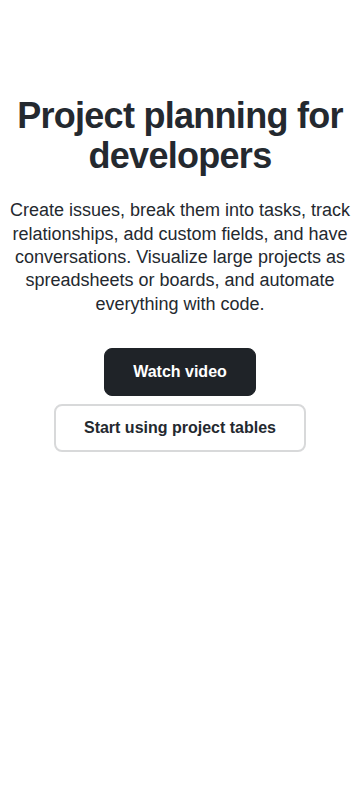 Project planning for
developers
Create issues, break them into tasks, track
relationships, add custom fields, and have
conversations. Visualize large projects as
spreadsheets or boards, and automate
everything with code.
Watch video
Start using project tables